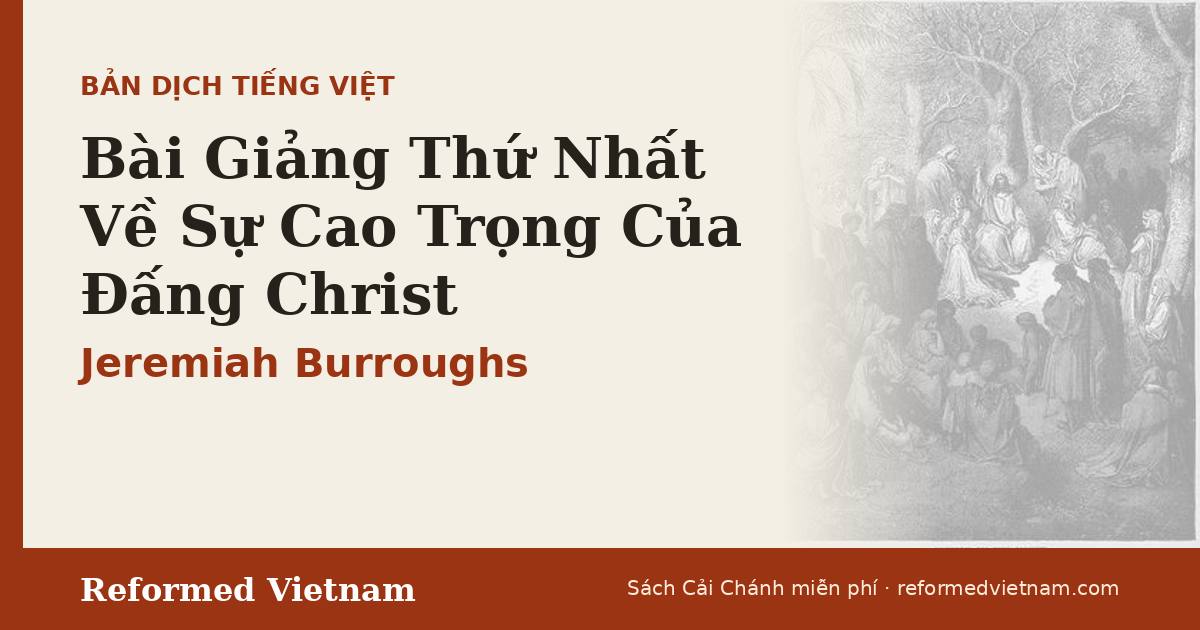 BẢN DỊCH TIẾNG VIỆT
Bài Giảng Thứ Nhất
Về Sự Cao Trọng Của
Đấng Christ
Jeremiah Burroughs
Reformed Vietnam
Sách Cải Chánh miễn phí · reformedvietnam.com